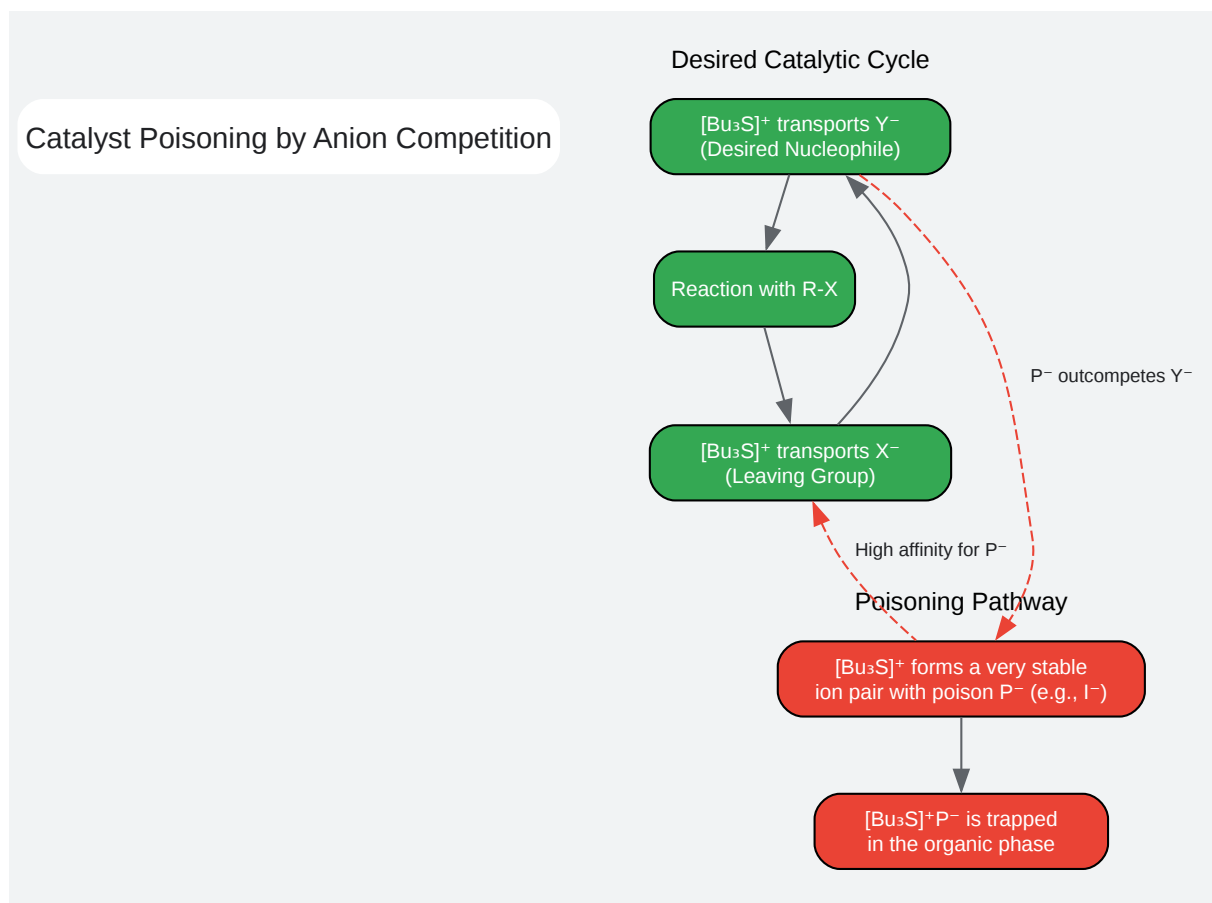 Desired Catalytic Cycle
Catalyst Poisoning by Anion Competition
[Bu₃S]⁺ transports Y⁻
(Desired Nucleophile)
Reaction with R-X
P⁻ outcompetes Y⁻
[Bu₃S]⁺ transports X⁻
(Leaving Group)
High affinity for P⁻
Poisoning Pathway
[Bu₃S]⁺ forms a very stable
ion pair with poison P⁻ (e.g., I⁻)
[Bu₃S]⁺P⁻ is trapped
in the organic phase